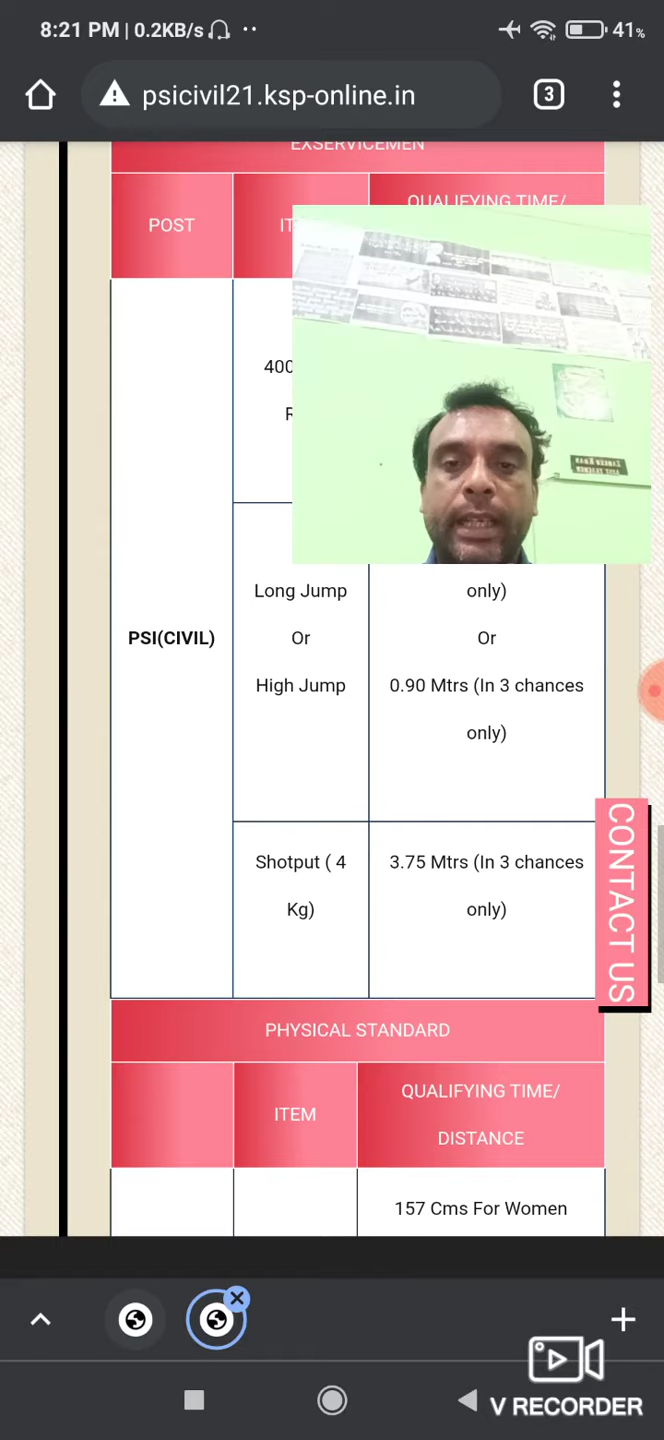 8:21 PM | 0.2KB/s
41%
psicivil21.ksp-online.in
3
EXSERVICEMEN
POST
QUALIFYING TIME/
400
Long Jump
only)
Or
Or
PSI(CIVIL)
High Jump
0.90 Mtrs (In 3 chances
only)
Shotput ( 4
3.75 Mtrs (In 3 chances
Kg)
only)
CONTACT US
PHYSICAL STANDARD
ITEM
QUALIFYING TIME/
DISTANCE
157 Cms For Women
V RECORDER